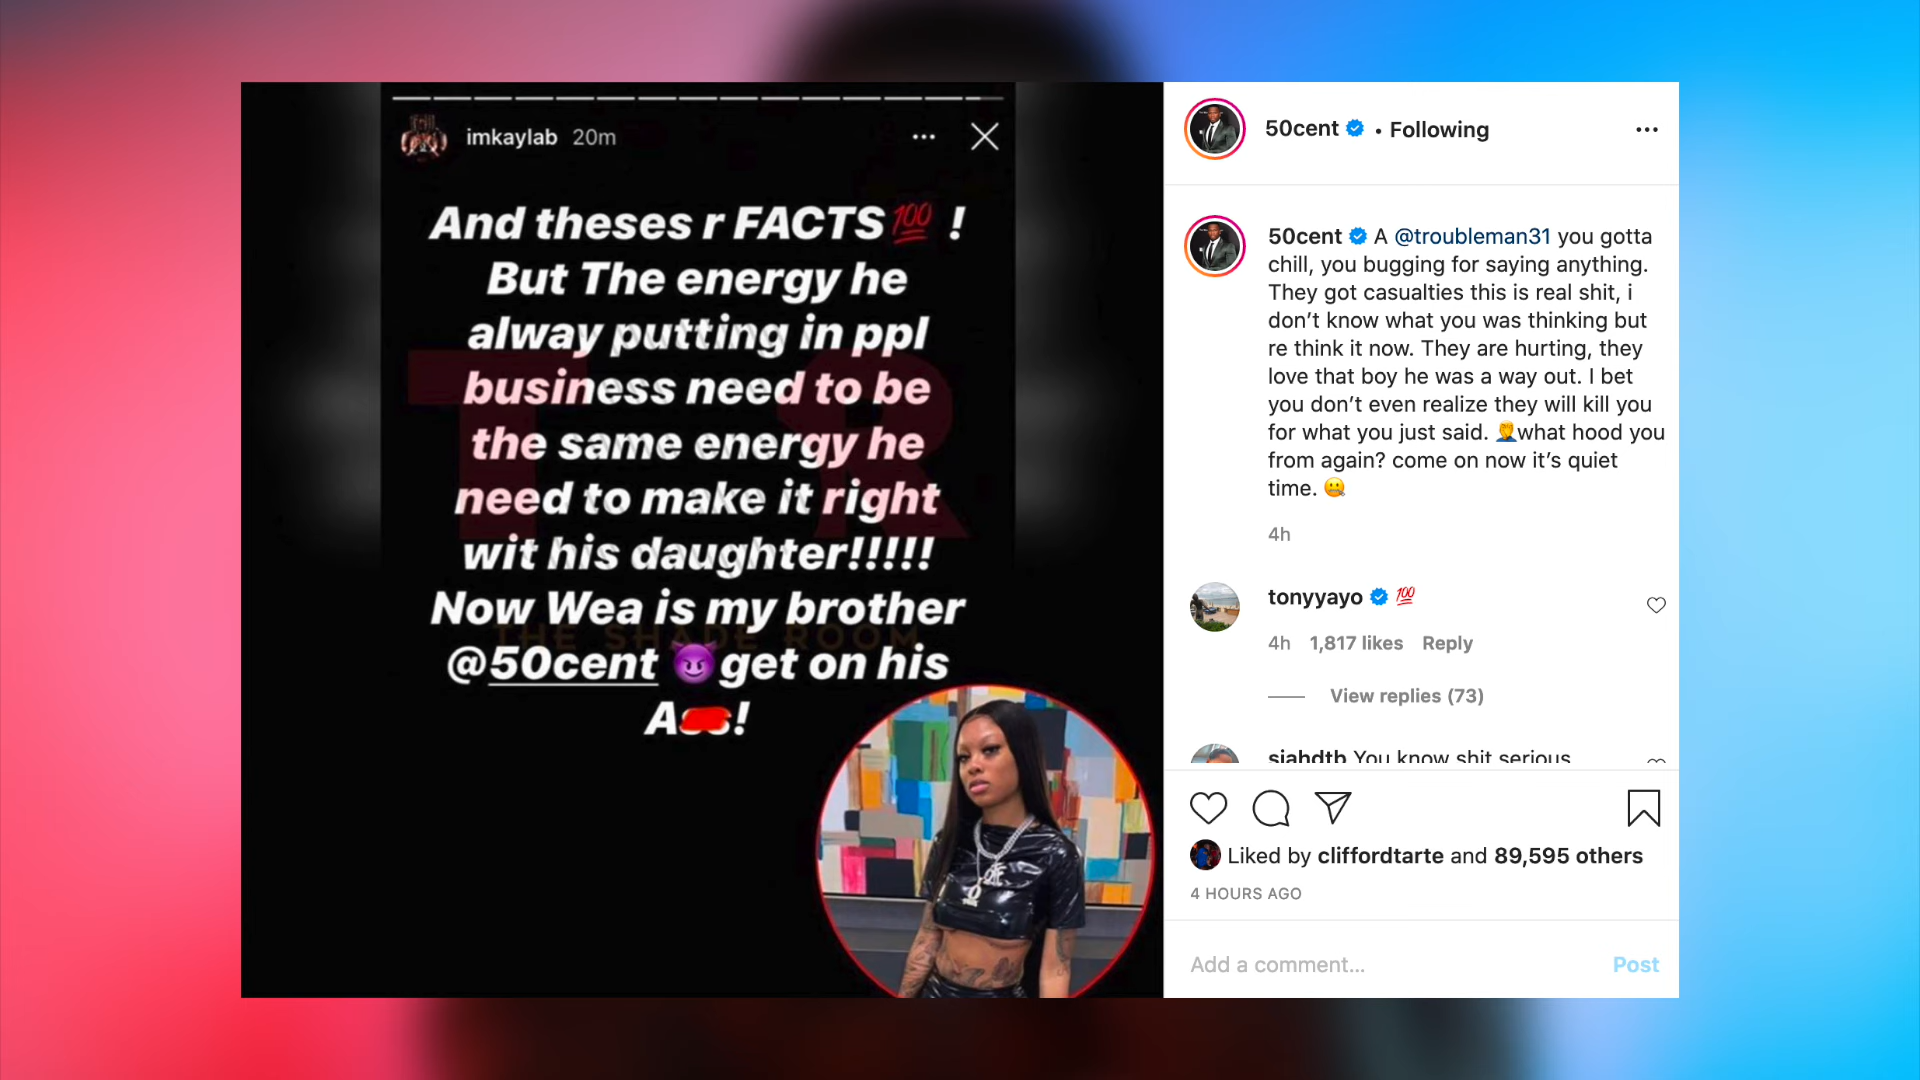 imkaylab 20m
And theses r FACTS💯 !
But The energy he
alway putting in ppl
business need to be
the same energy he
need to make it right
wit his daughter!!!!!
Now Wea is my brother
@50cent 😈get on his
A !
THE SHADE ROOM
50cent • Following
50cent A @troubleman31 you gotta
chill, you bugging for saying anything.
They got casualties this is real shit, i
don’t know what you was thinking but
re think it now. They are hurting, they
love that boy he was a way out. I bet
you don’t even realize they will kill you
for what you just said. 🤦what hood you
from again? come on now it’s quiet
time. 🤐
4h
tonyyayo 💯
4h 1,817 likes Reply
View replies (73)
siahdtb You know shit serious
Liked by cliffordtarte and 89,595 others
4 HOURS AGO
Add a comment... Post